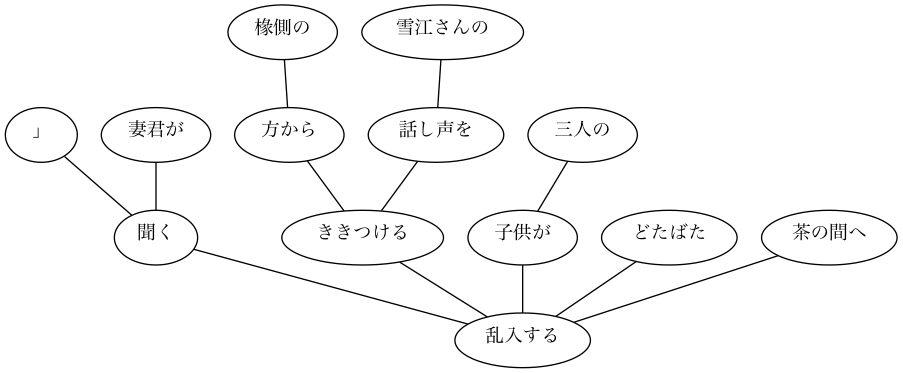 椽側の 雪江さんの
」 妻君が 方から 話し声を 三人の
聞く ききつける 子供が どたばた 茶の間へ
乱入する